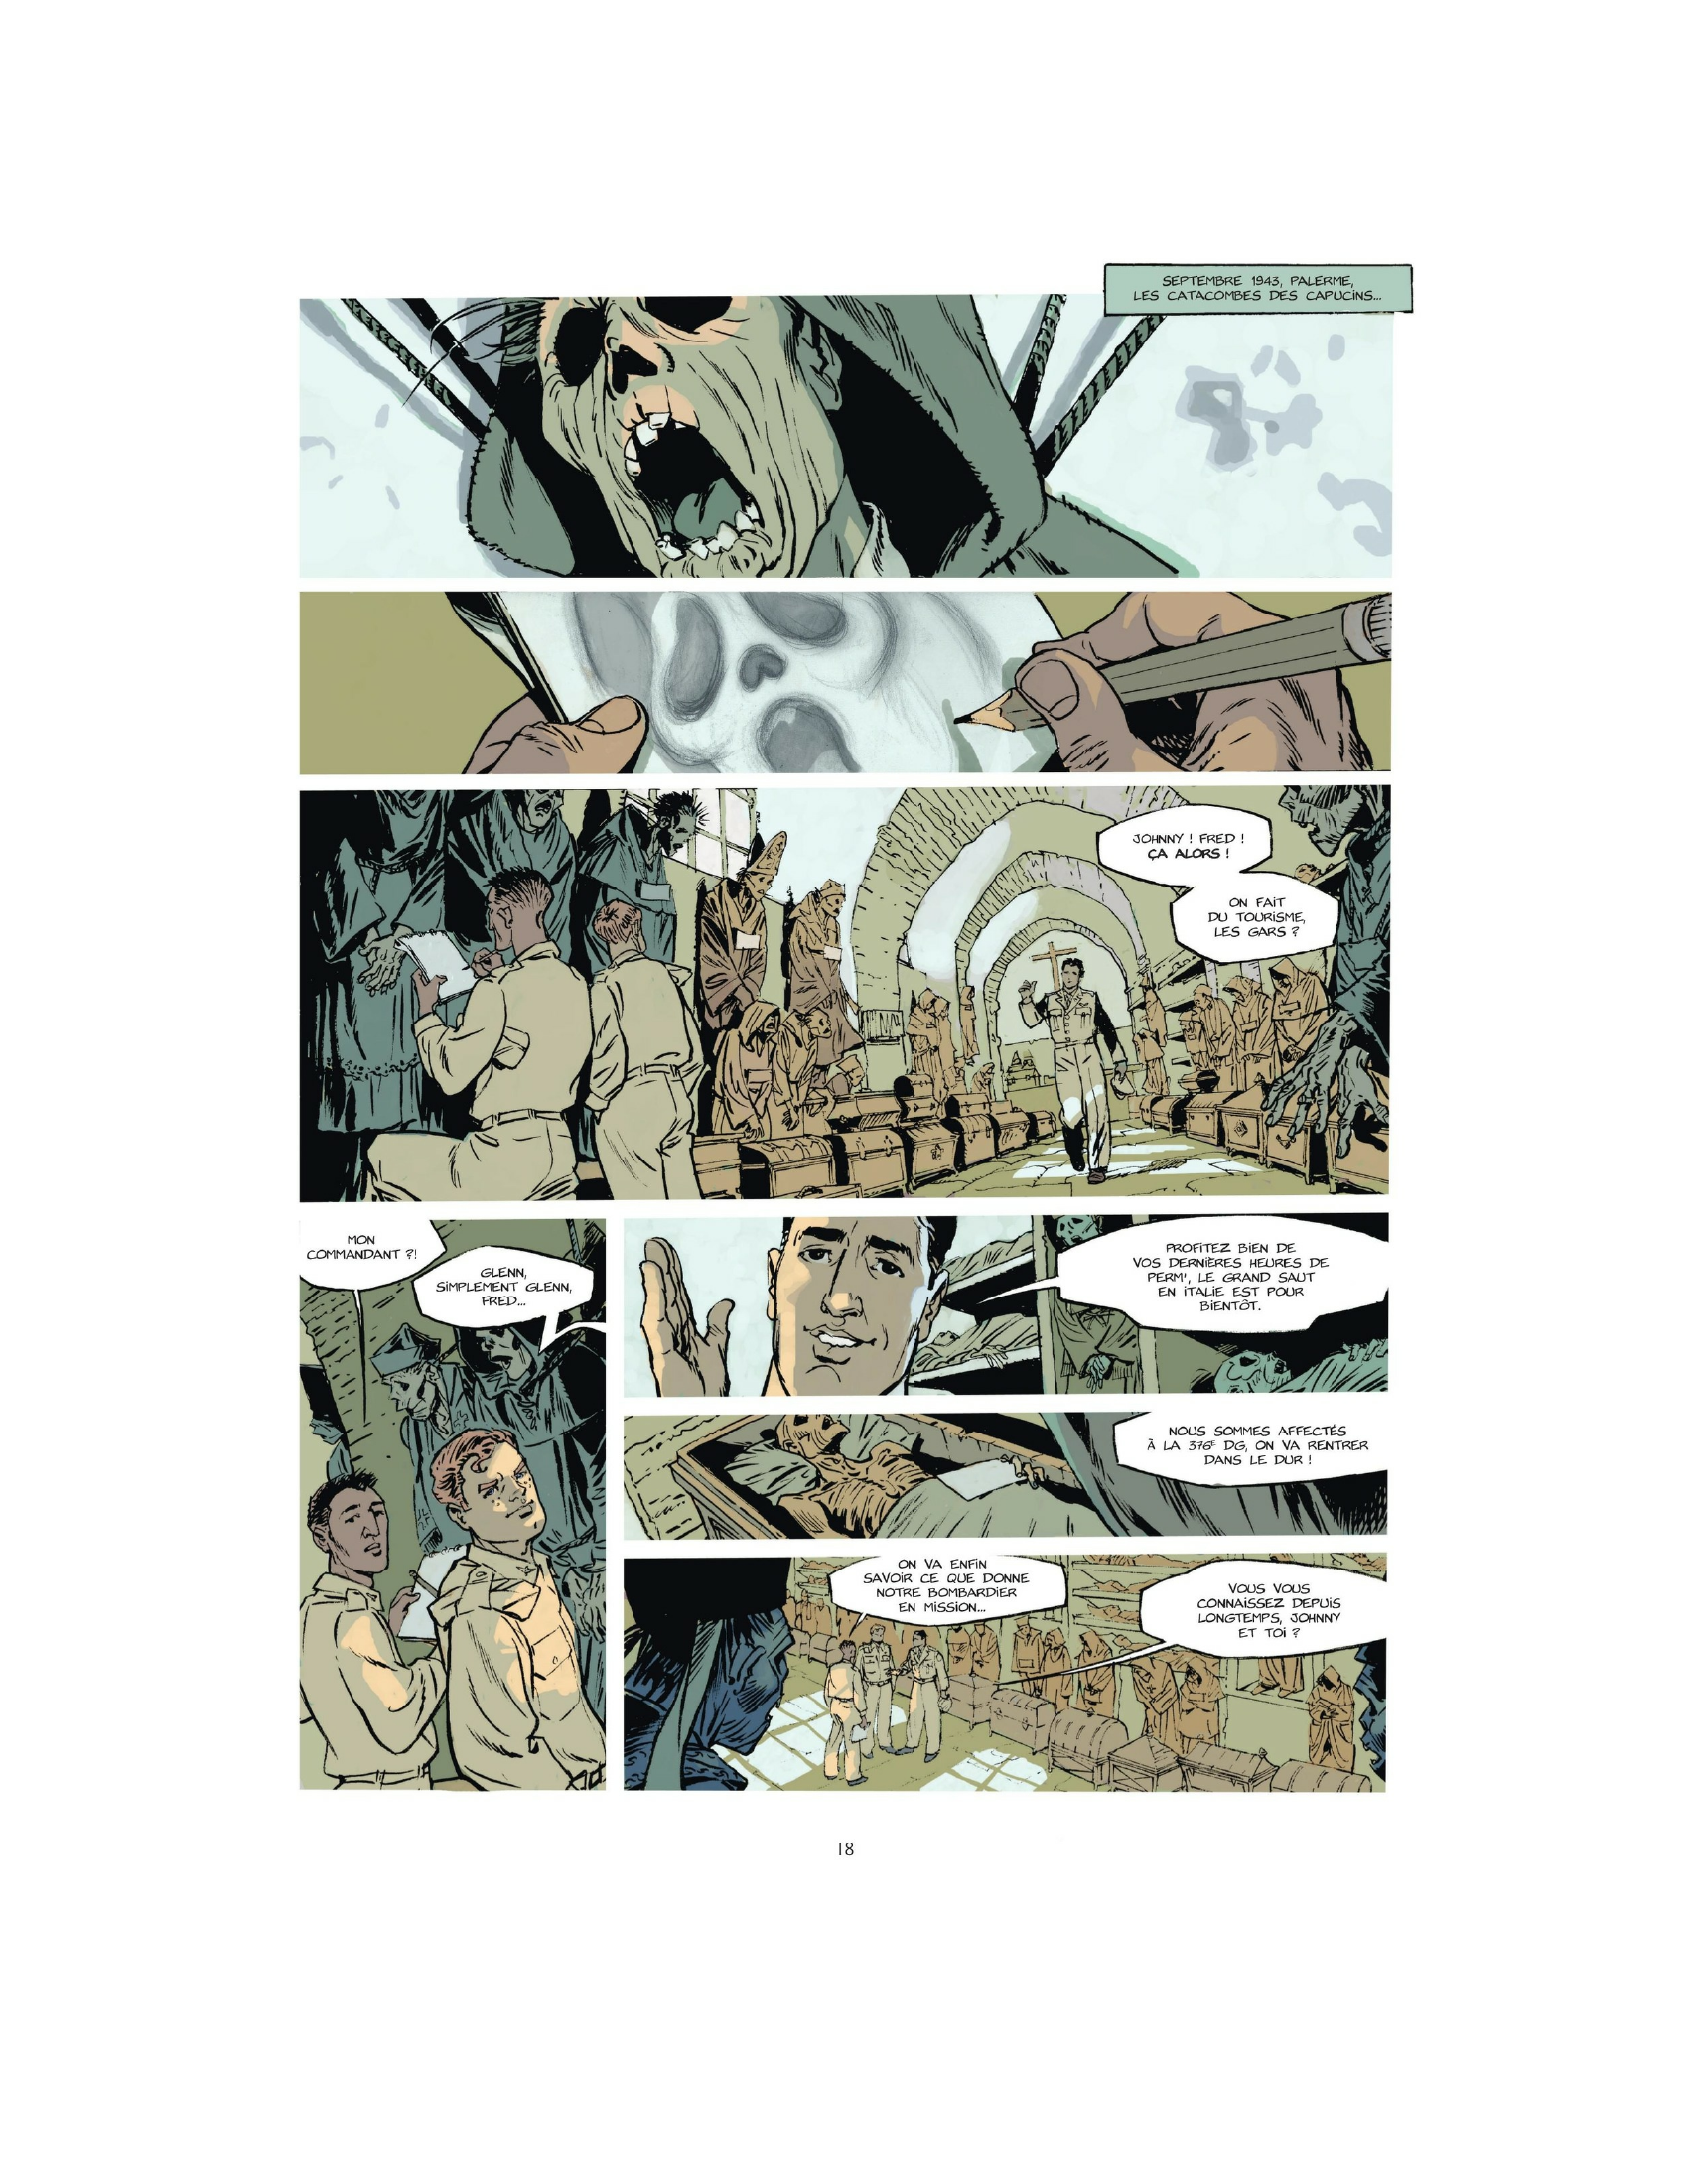 SEPTEMBRE 1943, PALERME,
LES CATACOMBES DES CAPUCINS...
JOHNNY ! FRED !
ÇA ALORS !
ON FAIT
DU TOURISME,
LES GARS ?
MON
COMMANDANT ?!
GLENN,
SIMPLEMENT GLENN,
FRED...
PROFITEZ BIEN DE
VOS DERNIÈRES HEURES DE
PERM', LE GRAND SAUT
EN ITALIE EST POUR
BIENTÔT.
NOUS SOMMES AFFECTÉS
À LA 376E DG, ON VA RENTRER
DANS LE DUR !
ON VA ENFIN
SAVOIR CE QUE DONNE
NOTRE BOMBARDIER
EN MISSION...
VOUS VOUS
CONNAISSEZ DEPUIS
LONGTEMPS, JOHNNY
ET TOI ?
18